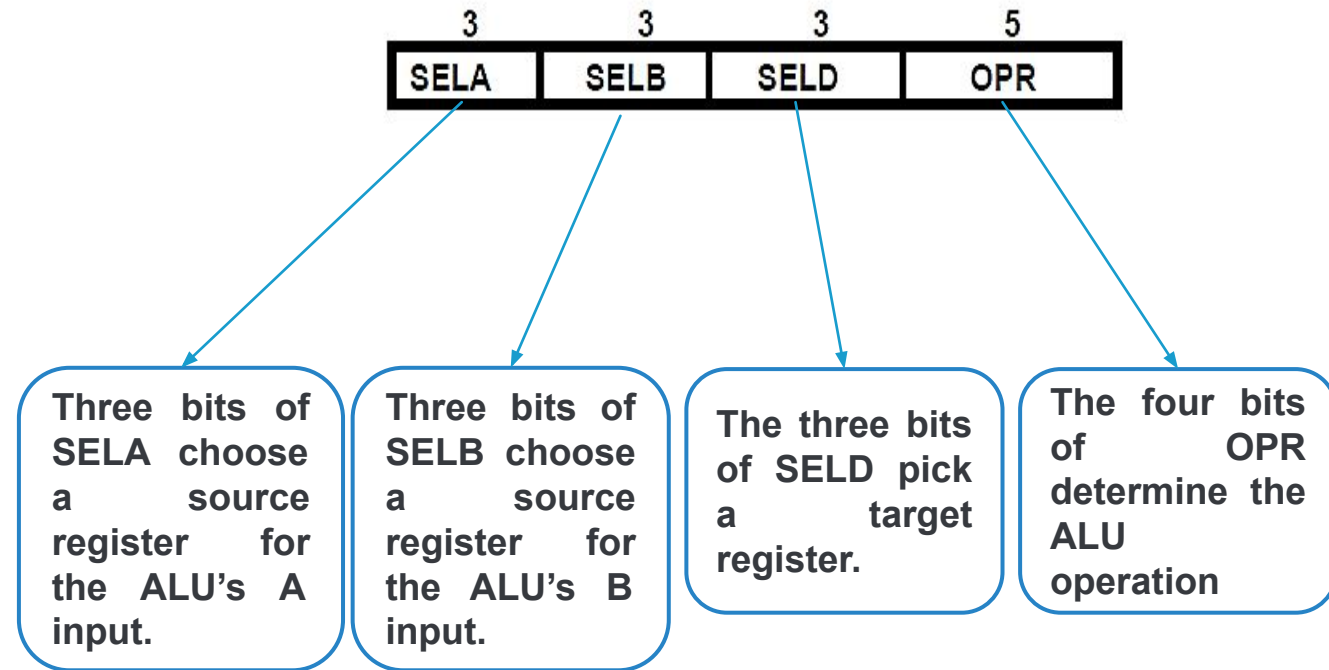 3 3 3 5
SELA SELB SELD OPR
Three bits of
SELA choose
a source
register for
the ALU’s A
input.
Three bits of
SELB choose
a source
register for
the ALU’s B
input.
The three bits
of SELD pick
a target
register.
The four bits
of OPR
determine the
ALU
operation